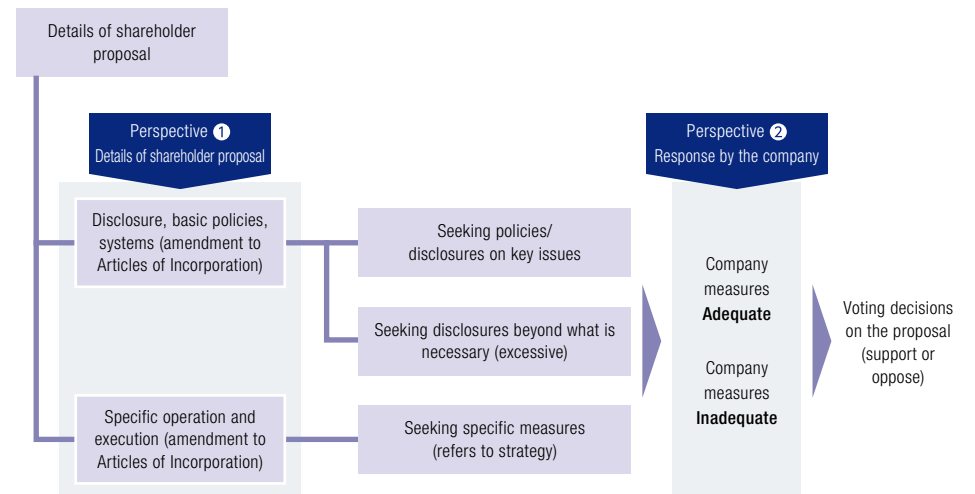 Details of shareholder
proposal
Perspective ①
Details of shareholder proposal
Perspective ②
Response by the company
Disclosure, basic policies,
systems (amendment to
Articles of Incorporation)
Seeking policies/
disclosures on key issues
Seeking disclosures beyond what is
necessary (excessive)
Specific operation and
execution (amendment to
Articles of Incorporation)
Seeking specific measures
(refers to strategy)
Company
measures
Adequate
Company
measures
Inadequate
Voting decisions
on the proposal
(support or
oppose)